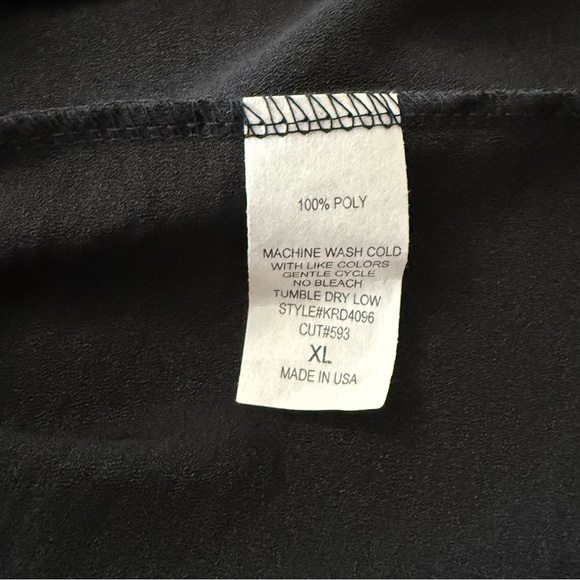 100% POLY
MACHINE WASH COLD
WITH LIKE COLORS
GENTLE CYCLE
NO BLEACH
TUMBLE DRY LOW
STYLE#KRD4096
CUT#593
XL
MADE IN USA